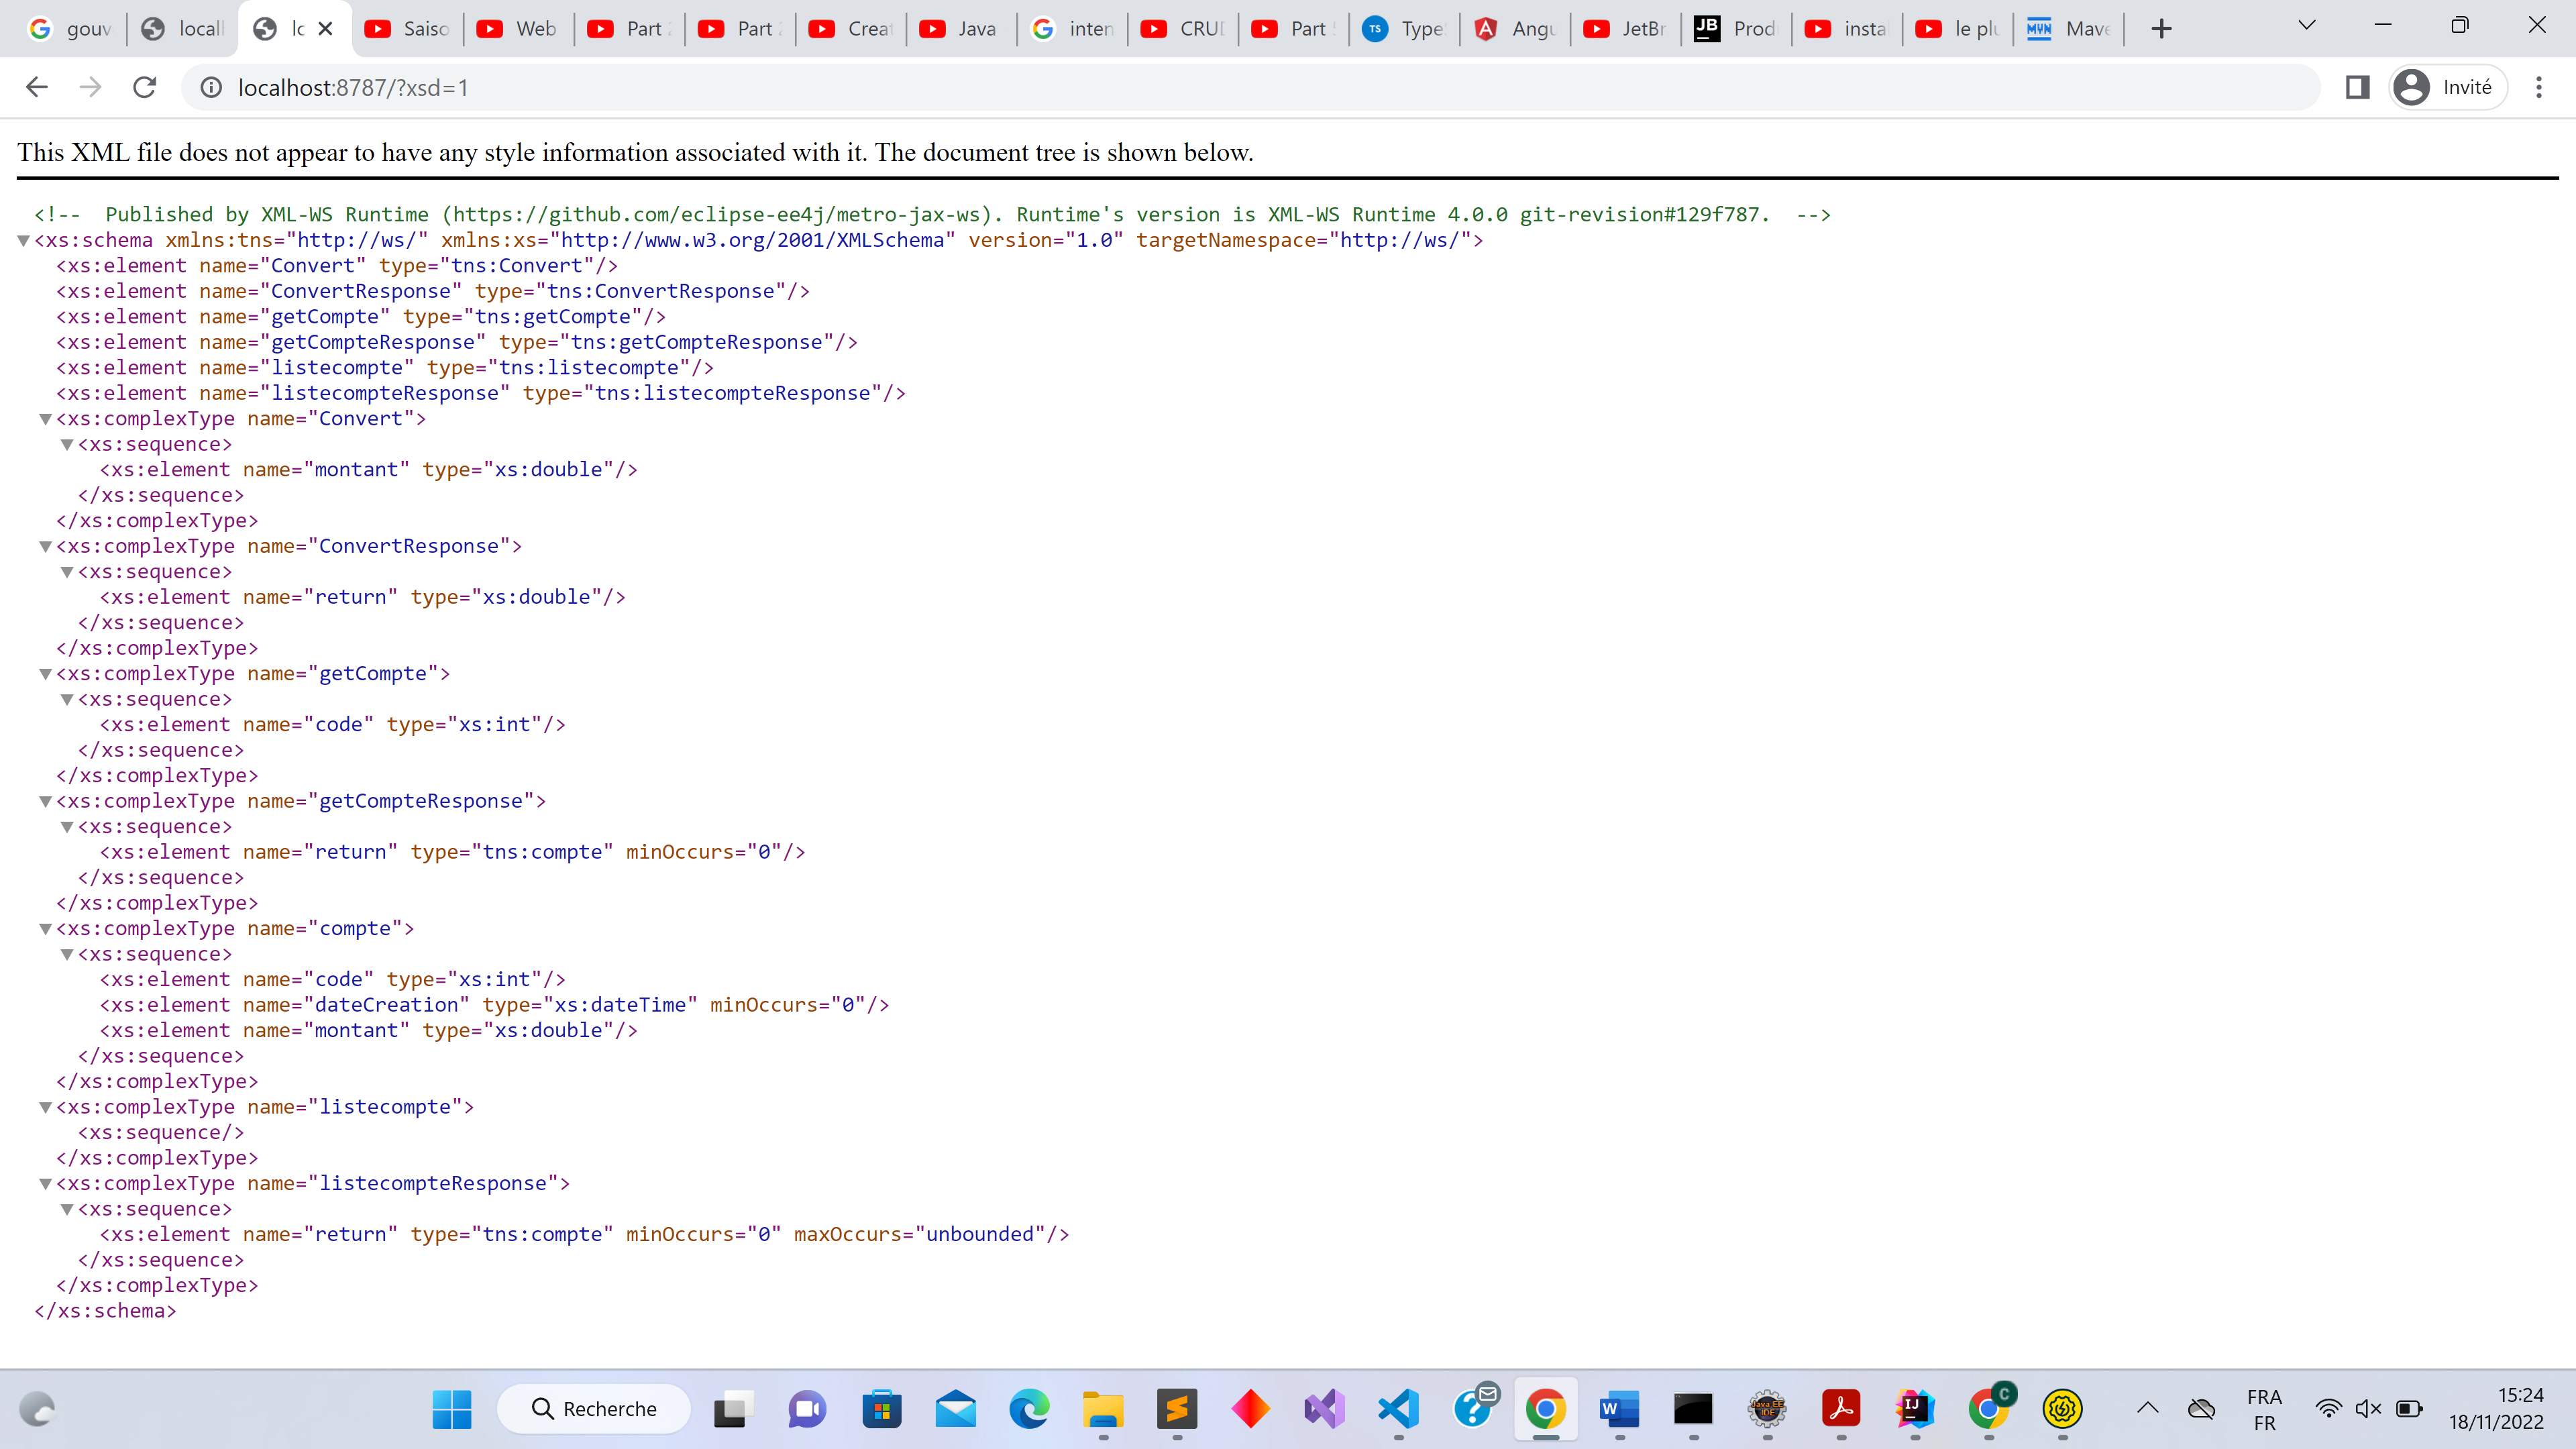 gouv
local
lc
Saiso
Web
Part
Part
Creat
Java
inter
CRUD
Part
Type
Angu
JetBr
Prod
insta
le plu
Mave
localhost:8787/?xsd=1
Invité
This XML file does not appear to have any style information associated with it. The document tree is shown below.
<!-- Published by XML-WS Runtime (https://github.com/eclipse-ee4j/metro-jax-ws). Runtime's version is XML-WS Runtime 4.0.0 git-revision#129f787. -->
<xs:schema xmlns:tns="http://ws/" xmlns:xs="http://www.w3.org/2001/XMLSchema" version="1.0" targetNamespace="http://ws/">
<xs:element name="Convert" type="tns:Convert"/>
<xs:element name="ConvertResponse" type="tns:ConvertResponse"/>
<xs:element name="getCompte" type="tns:getCompte"/>
<xs:element name="getCompteResponse" type="tns:getCompteResponse"/>
<xs:element name="listecompte" type="tns:listecompte"/>
<xs:element name="listecompteResponse" type="tns:listecompteResponse"/>
<xs:complexType name="Convert">
<xs:sequence>
<xs:element name="montant" type="xs:double"/>
</xs:sequence>
</xs:complexType>
<xs:complexType name="ConvertResponse">
<xs:sequence>
<xs:element name="return" type="xs:double"/>
</xs:sequence>
</xs:complexType>
<xs:complexType name="getCompte">
<xs:sequence>
<xs:element name="code" type="xs:int"/>
</xs:sequence>
</xs:complexType>
<xs:complexType name="getCompteResponse">
<xs:sequence>
<xs:element name="return" type="tns:compte" minOccurs="0"/>
</xs:sequence>
</xs:complexType>
<xs:complexType name="compte">
<xs:sequence>
<xs:element name="code" type="xs:int"/>
<xs:element name="dateCreation" type="xs:dateTime" minOccurs="0"/>
<xs:element name="montant" type="xs:double"/>
</xs:sequence>
</xs:complexType>
<xs:complexType name="listecompte">
<xs:sequence/>
</xs:complexType>
<xs:complexType name="listecompteResponse">
<xs:sequence>
<xs:element name="return" type="tns:compte" minOccurs="0" maxOccurs="unbounded"/>
</xs:sequence>
</xs:complexType>
</xs:schema>
Recherche
FRA
FR
15:24
18/11/2022